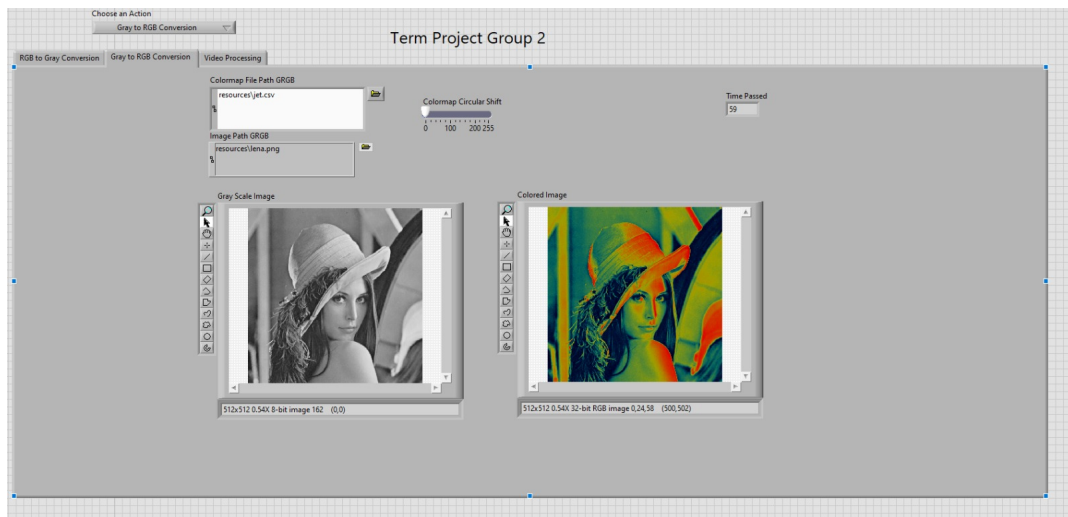 Choose an Action
Gray to RGB Conversion
Term Project Group 2
RGB to Gray Conversion
Gray to RGB Conversion
Video Processing
Colormap File Path GRGB
resources\jet.csv
Colormap Circular Shift
0 100 200 255
Time Passed
59
Image Path GRGB
resources\lena.png
Gray Scale Image
Colored Image
512x512 0.54X 8-bit image 162 (0,0)
512x512 0.54X 32-bit RGB image 0,24,58 (500,502)